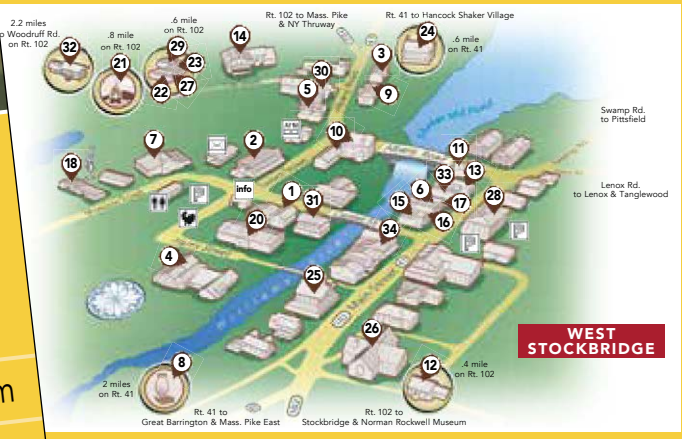 2.2 miles
to Woodruff Rd.
on Rt. 102
.8 mile
on Rt. 102
.6 mile
on Rt. 102
Rt. 102 to Mass. Pike
& NY Thruway
Rt. 41 to Hancock Shaker Village
.6 mile
on Rt. 41
32
21
29
23
22
27
14
30
5
3
9
24
ATM
10
Swamp Rd.
to Pittsfield
7
2
11
18
33
13
Lenox Rd.
to Lenox & Tanglewood
info
1
6
17
28
31
15
16
20
34
4
25
Main Street
26
WEST
STOCKBRIDGE
8
12
2 miles
on Rt. 41
.4 mile
on Rt. 102
m
Rt. 41 to
Great Barrington & Mass. Pike East
Rt. 102 to
Stockbridge & Norman Rockwell Museum